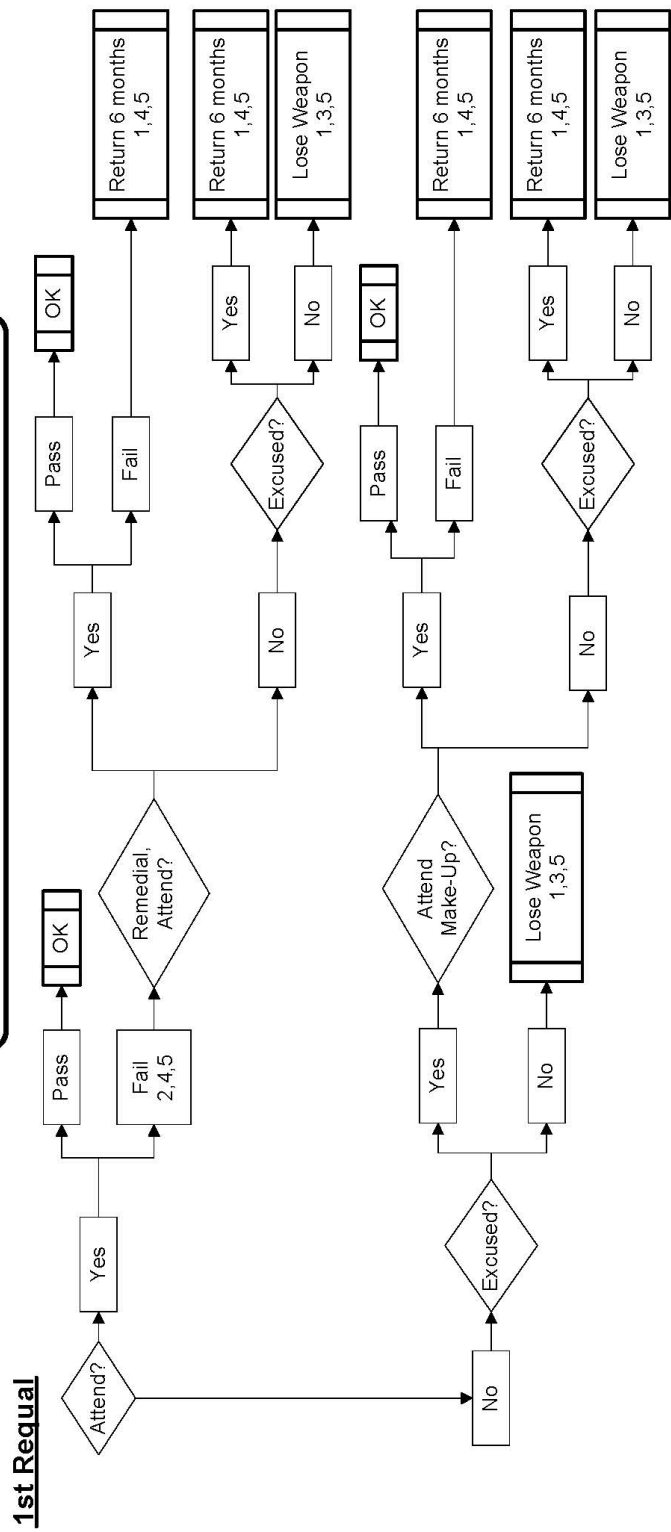 1st Requal
Attend?
Yes
Pass
OK
Fail
2,4,5
Remedial,
Attend?
Yes
Pass
OK
Fail
Return 6 months
1,4,5
No
Excused?
Yes
Return 6 months
1,4,5
No
Lose Weapon
1,3,5
No
Excused?
Yes
Attend
Make-Up?
Yes
Pass
OK
Fail
Return 6 months
1,4,5
No
Excused?
Yes
Return 6 months
1,4,5
No
Lose Weapon
1,3,5
No
Lose Weapon
1,3,5